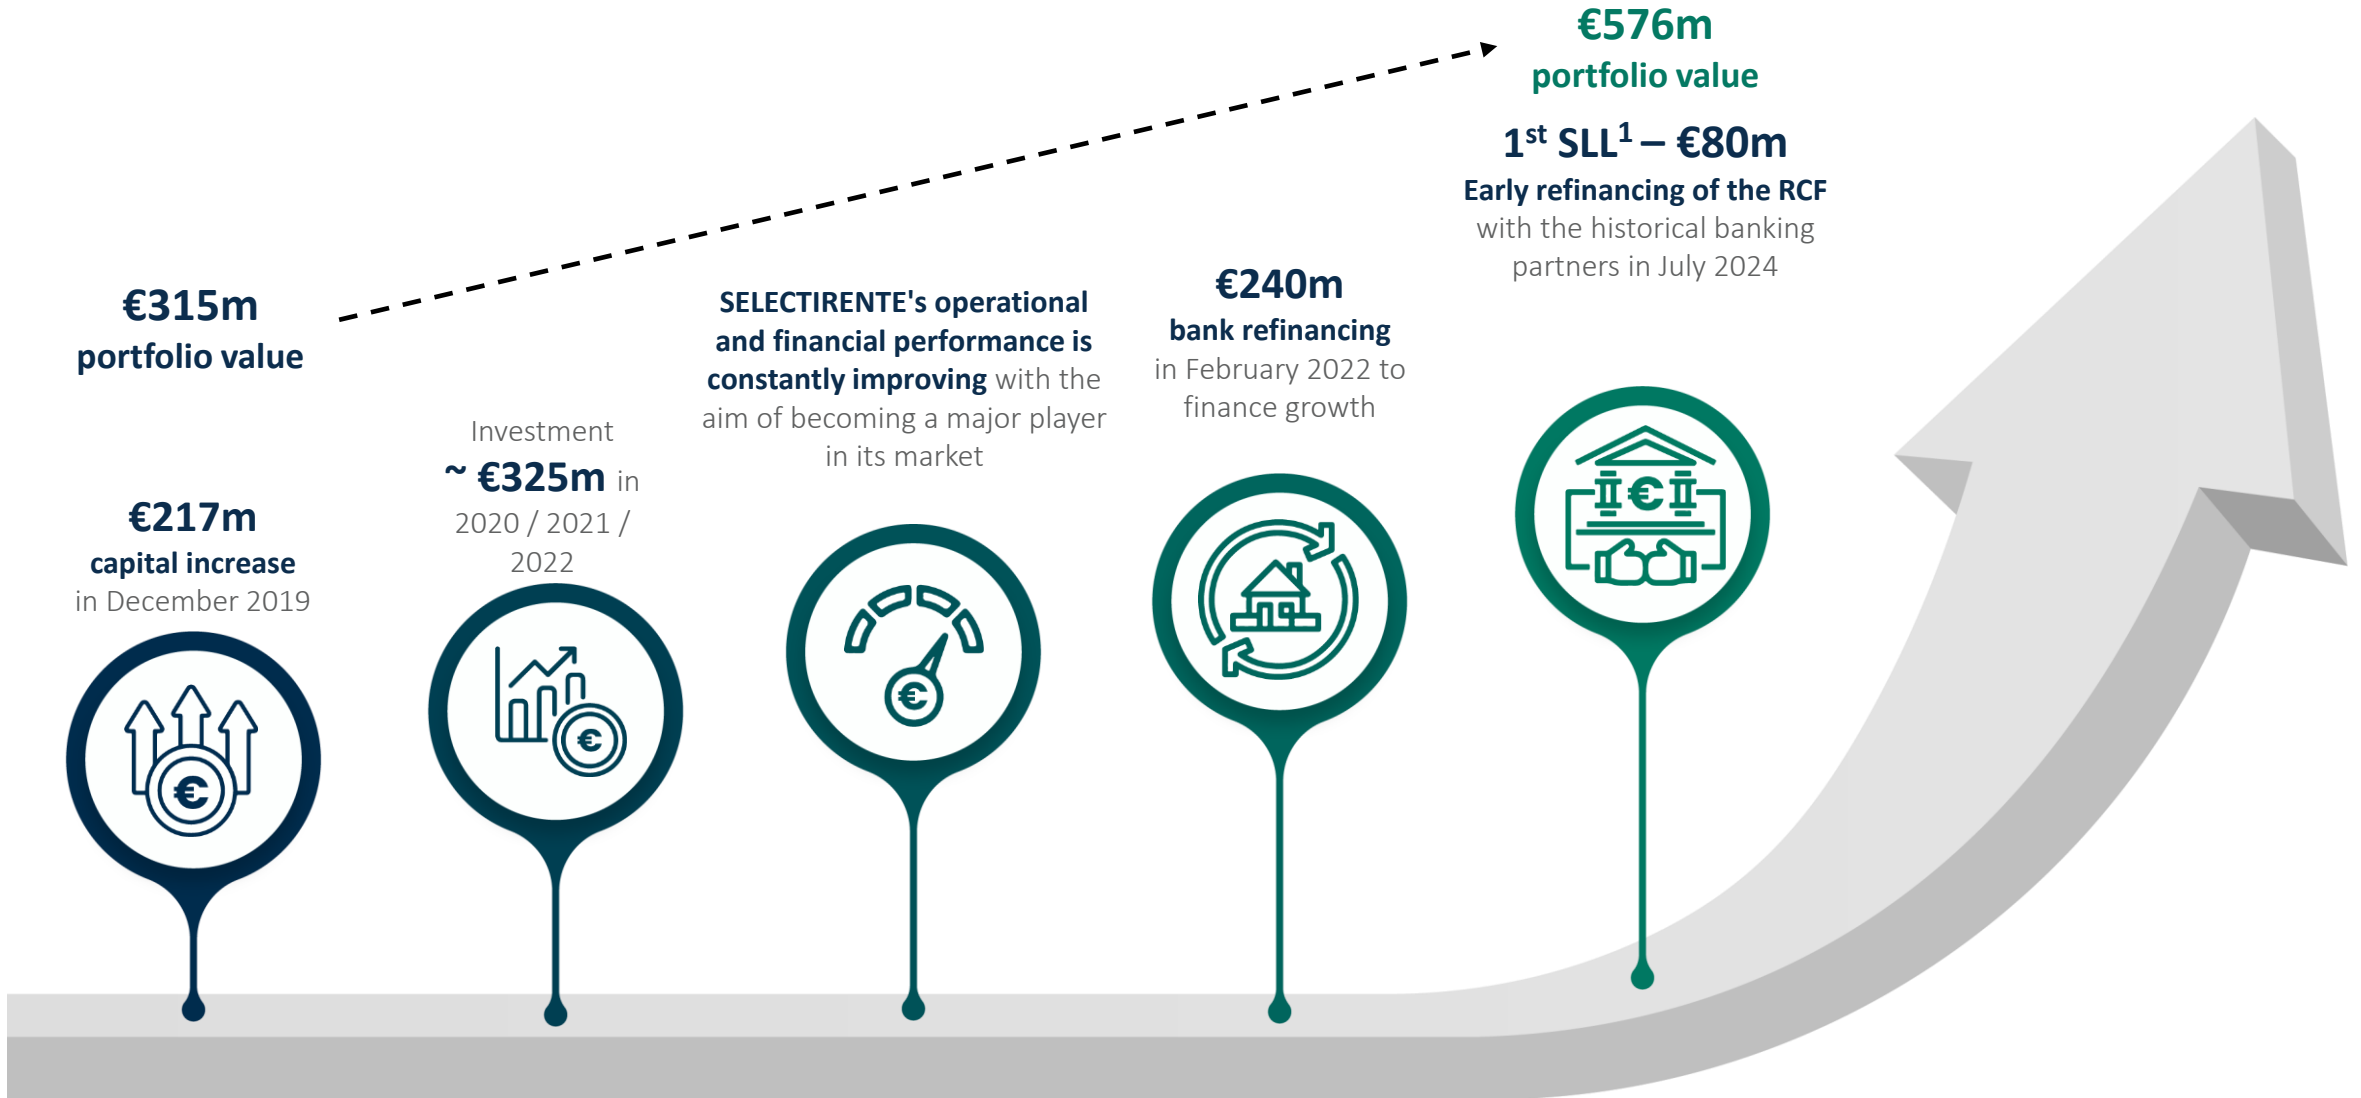 €315m
portfolio value
€217m
capital increase
in December 2019
Investment
~ €325m in
2020 / 2021 /
2022
SELECTIRENTE's operational
and financial performance is
constantly improving with the
aim of becoming a major player
in its market
€240m
bank refinancing
in February 2022 to
finance growth
€576m
portfolio value
1st SLL1 – €80m
Early refinancing of the RCF
with the historical banking
partners in July 2024
€
€
€
€